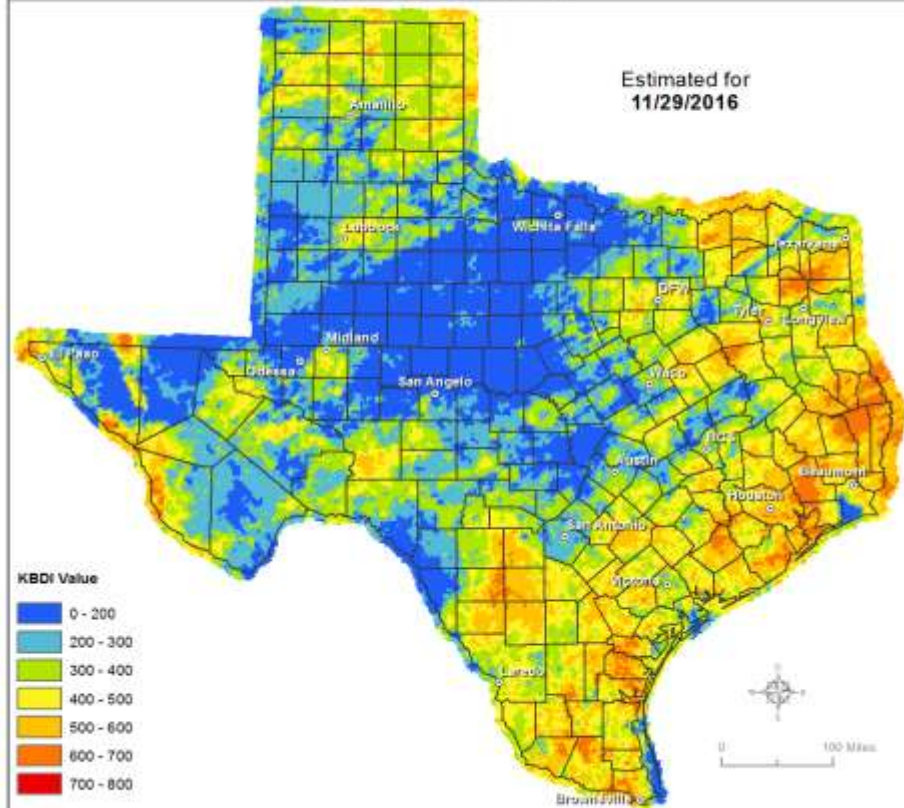 Estimated for
11/29/2016
Amarillo
Lubbock
Wichita Falls
Texarkana
DFW
Tyler
Longview
Midland
Odessa
El Paso
San Angelo
Waco
BCS
Austin
Beaumont
Houston
San Antonio
Victoria
Laredo
Brownsville
KBDI Value
0 - 200
200 - 300
300 - 400
400 - 500
500 - 600
600 - 700
700 - 800
0 100 Miles